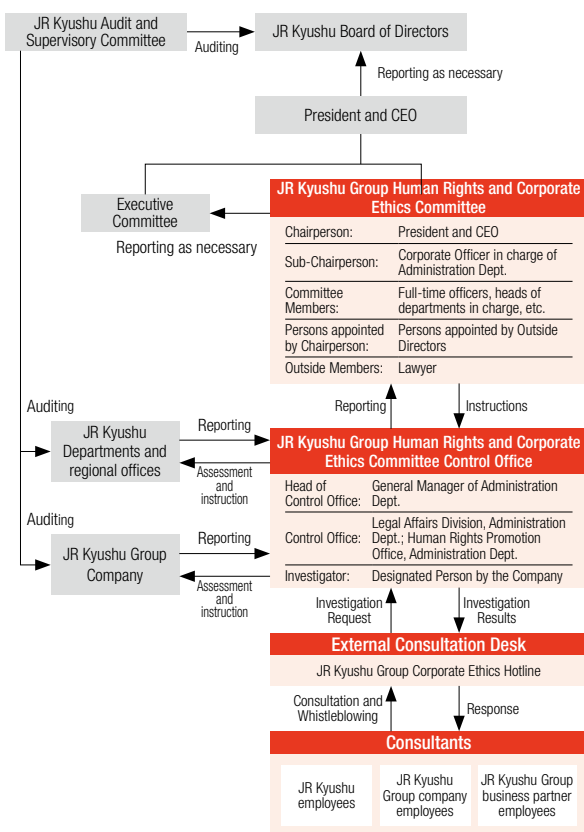 JR Kyushu Audit and
Supervisory Committee
Auditing
JR Kyushu Board of Directors
Reporting as necessary
President and CEO
Executive
Committee
Reporting as necessary
JR Kyushu Group Human Rights and Corporate
Ethics Committee
Chairperson: President and CEO
Sub-Chairperson: Corporate Officer in charge of
Administration Dept.
Committee Full-time officers, heads of
Members: departments in charge, etc.
Persons appointed Persons appointed by Outside
by Chairperson: Directors
Outside Members: Lawyer
Reporting
Instructions
Auditing
JR Kyushu
Departments and
regional offices
Reporting
Assessment
and
instruction
JR Kyushu Group Human Rights and Corporate
Ethics Committee Control Office
Head of General Manager of Administration
Control Office: Dept.
Legal Affairs Division, Administration
Control Office: Dept.; Human Rights Promotion
Office, Administration Dept.
Investigator: Designated Person by the Company
Auditing
JR Kyushu Group
Company
Reporting
Assessment
and
instruction
Investigation
Request
Investigation
Results
External Consultation Desk
JR Kyushu Group Corporate Ethics Hotline
Consultation and
Whistleblowing
Response
Consultants
JR Kyushu
employees
JR Kyushu
Group company
employees
JR Kyushu Group
business partner
employees